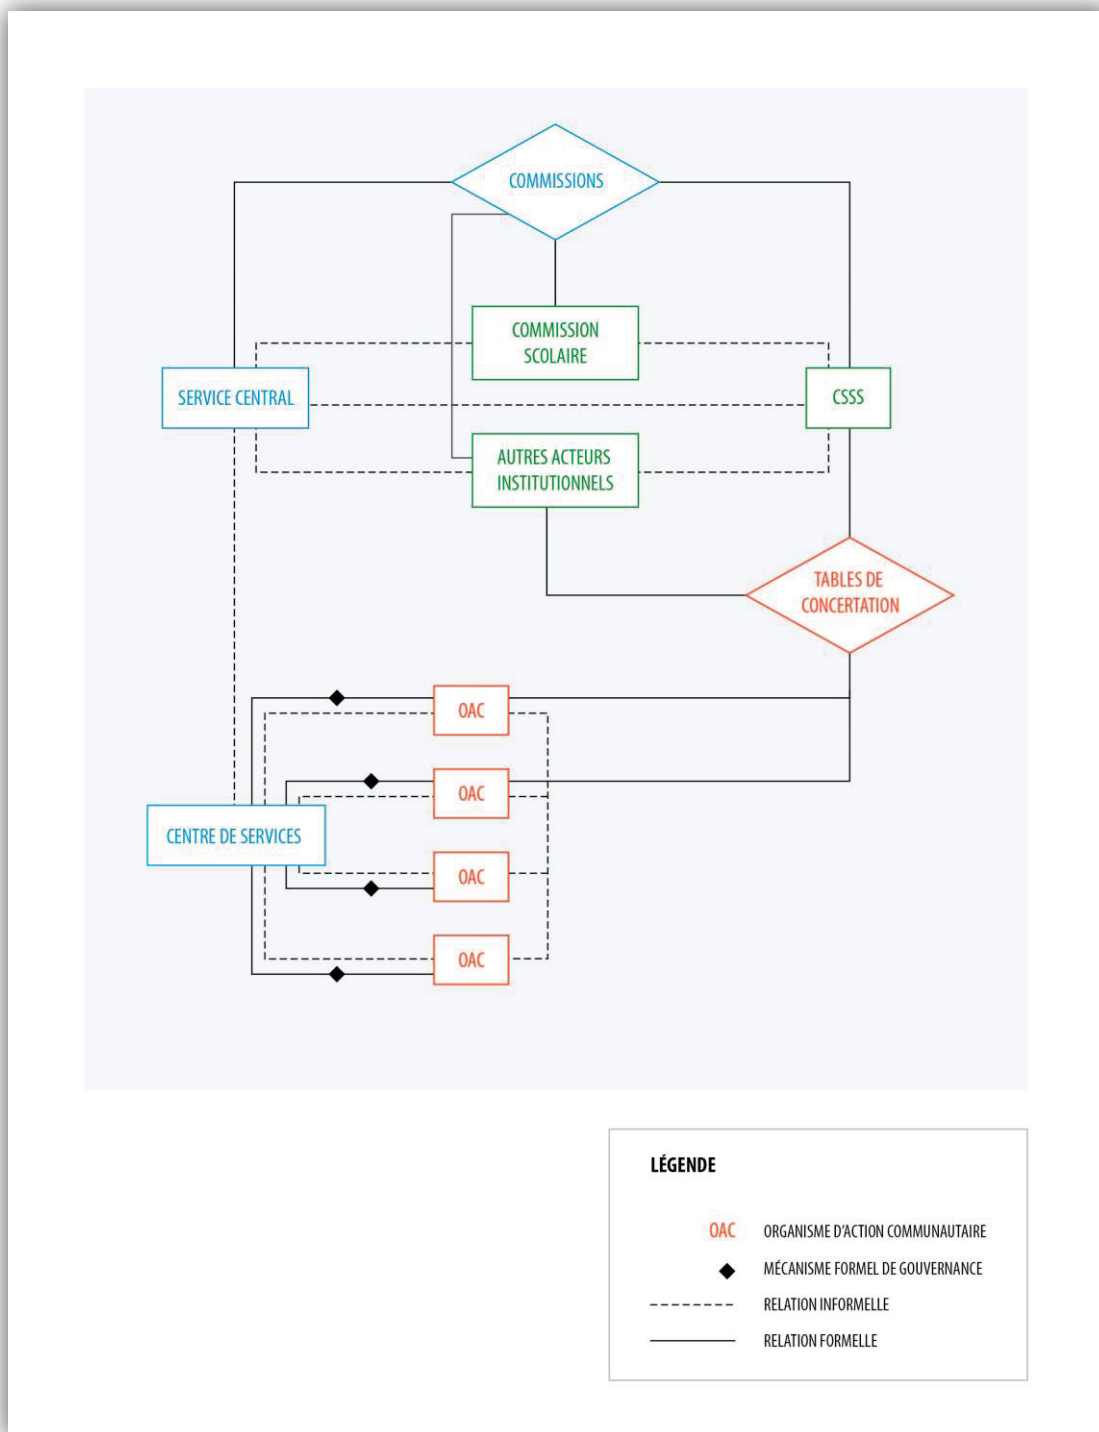 COMMISSIONS
COMMISSION
SCOLAIRE
SERVICE CENTRAL
CSSS
AUTRES ACTEURS
INSTITUTIONNELS
TABLES DE
CONCERTATION
OAC
OAC
CENTRE DE SERVICES
OAC
OAC
LÉGENDE
OAC ORGANISME D'ACTION COMMUNAUTAIRE
MÉCANISME FORMEL DE GOUVERNANCE
RELATION INFORMELLE
RELATION FORMELLE